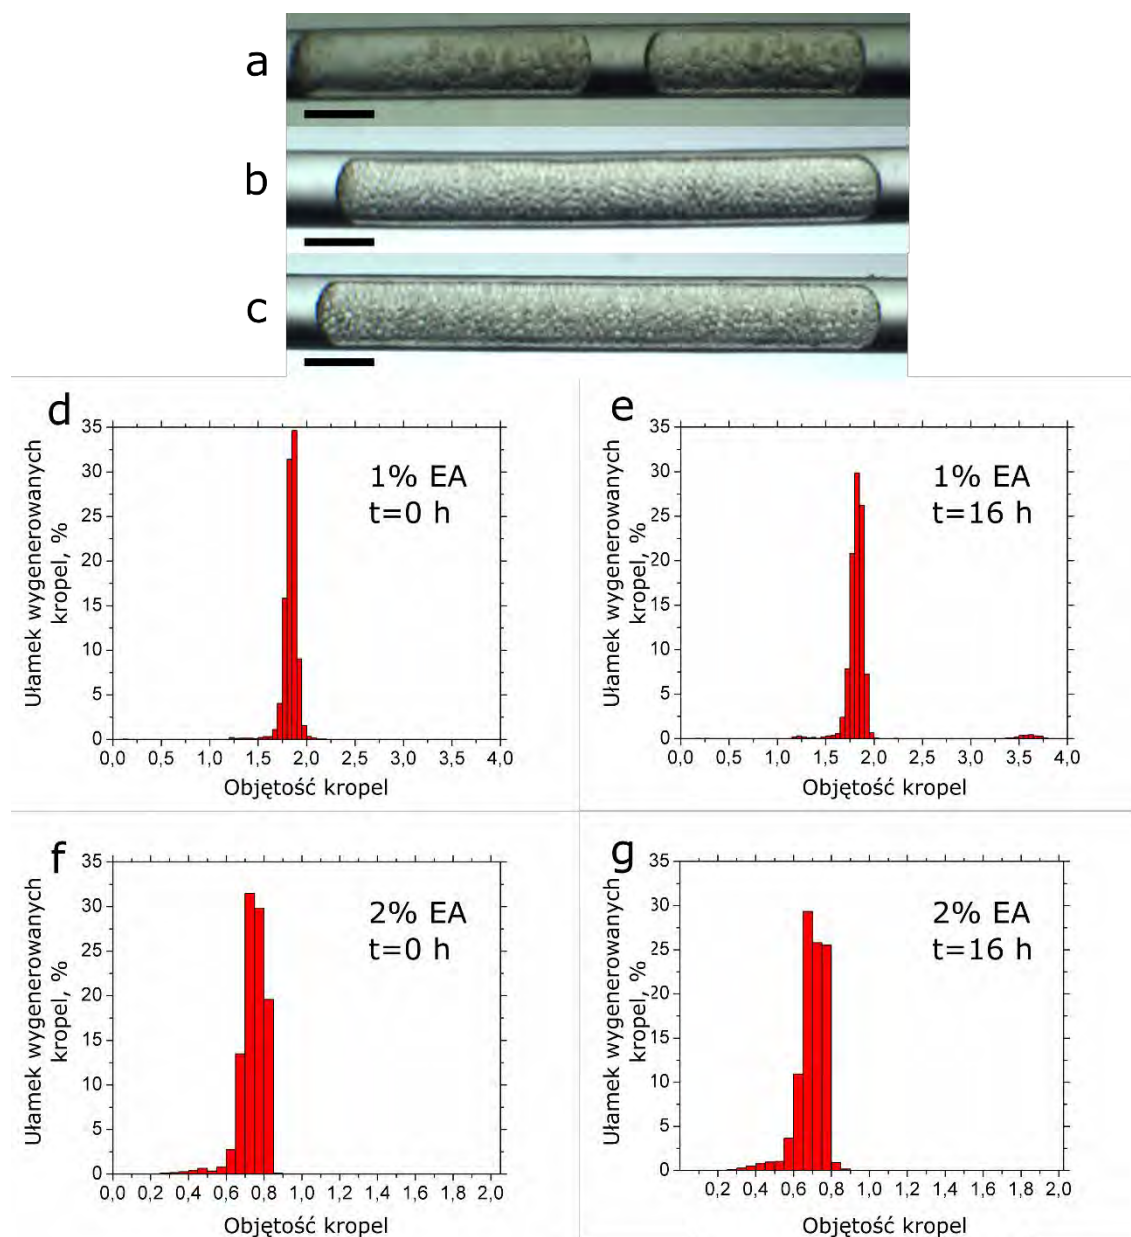 a
b
c
d
35
30
25
20
15
10
5
0
Ułamek wygenerowanych
kropel, %
1% EA
t=0 h
0,0 0,5 1,0 1,5 2,0 2,5 3,0 3,5 4,0
Objętość kropel
e
35
30
25
20
15
10
5
0
Ułamek wygenerowanych
kropel, %
1% EA
t=16 h
0,0 0,5 1,0 1,5 2,0 2,5 3,0 3,5 4,0
Objętość kropel
f
35
30
25
20
15
10
5
0
Ułamek wygenerowanych
kropel, %
2% EA
t=0 h
0,0 0,2 0,4 0,6 0,8 1,0 1,2 1,4 1,6 1,8 2,0
Objętość kropel
g
35
30
25
20
15
10
5
0
Ułamek wygenerowanych
kropel, %
2% EA
t=16 h
0,2 0,4 0,6 0,8 1,0 1,2 1,4 1,6 1,8 2,0
Objętość kropel